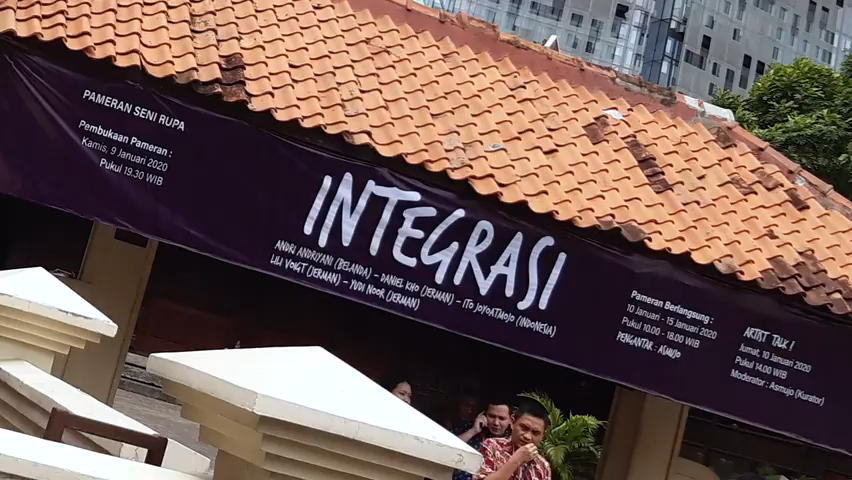 PAMERAN SENI RUPA
Pembukaan Pameran :
Kamis, 9 Januari 2020
Pukul 19.30 WIB
INTEGRASI
ANDRI ANDRIYANI (BELANDA) – DANIEL KHO (JERMAN) – ITO JOYOATMOJO (INDONESIA)
LILI VOIGT (JERMAN) – YUDI NOOR (JERMAN)
Pameran Berlangsung :
10 Januari - 15 Januari 2020
Pukul 10.00 - 18.00 WIB
PENGANTAR : ASMUJO
ARTIST TALK !
Jumat, 10 Januari 2020
Pukul 14.00 WIB
Moderator : Asmujo (Kurator)